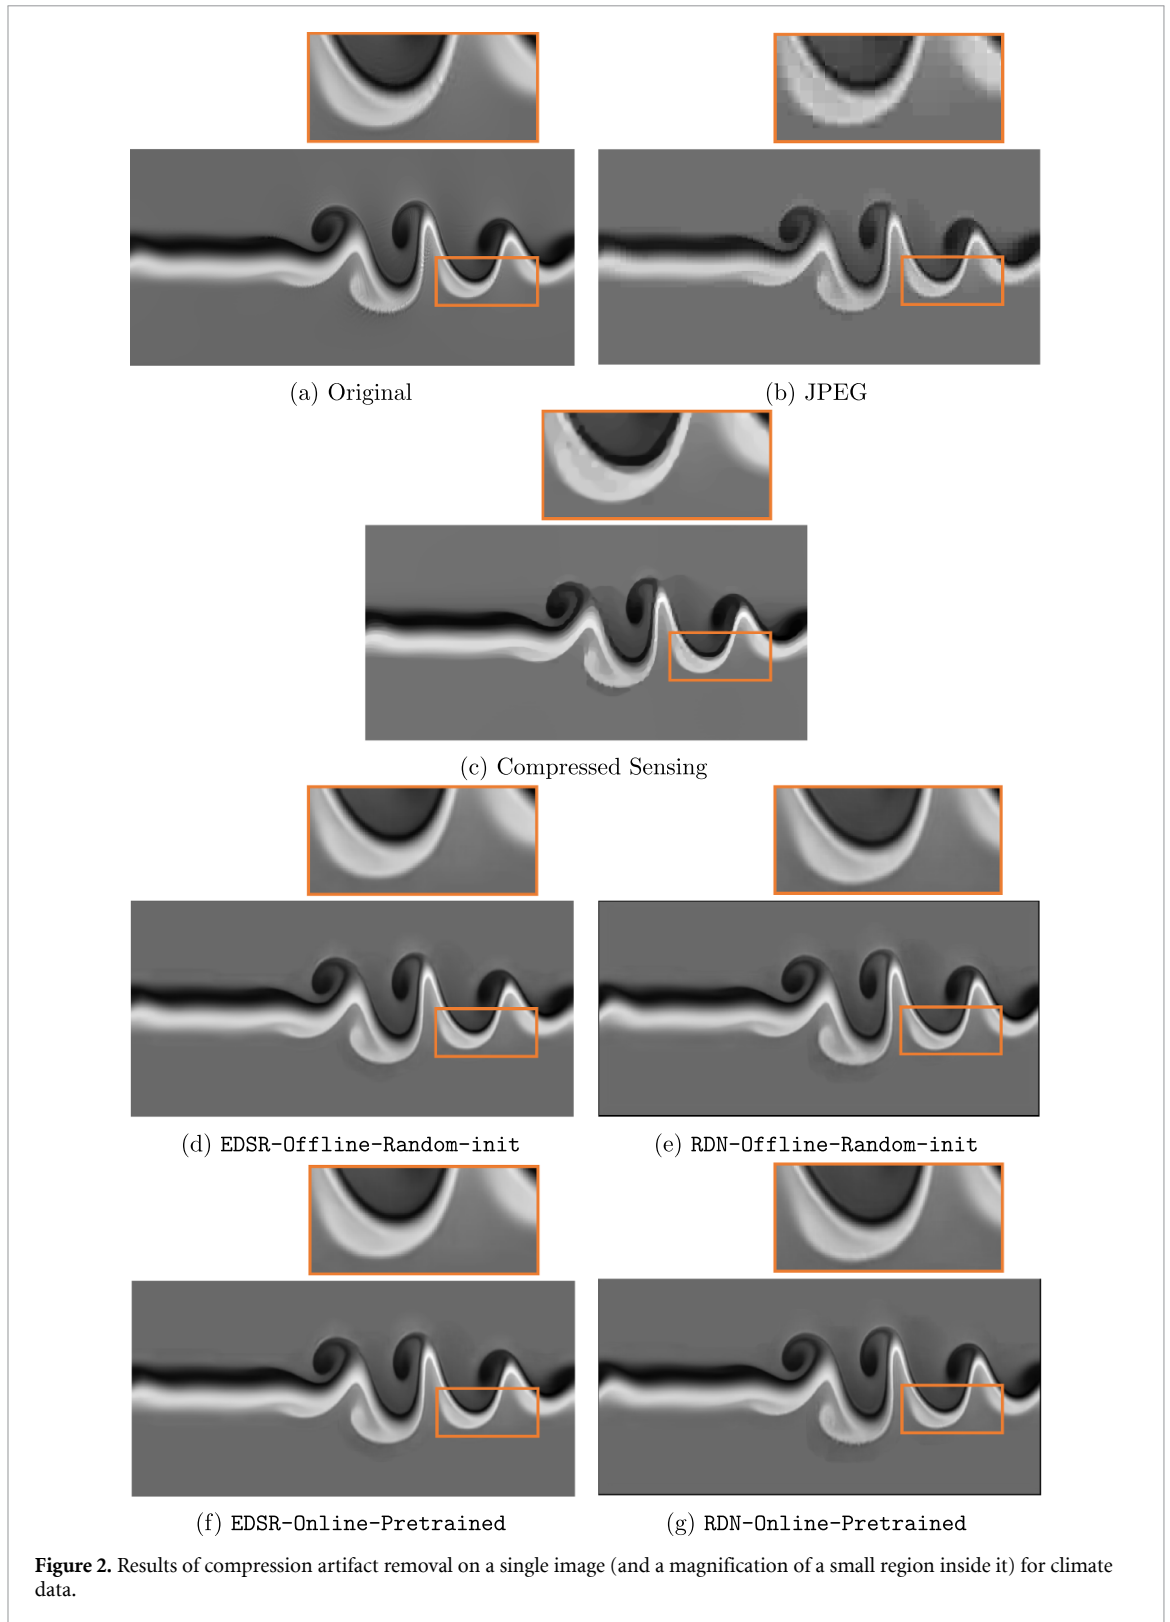 (a) Original
(b) JPEG
(c) Compressed Sensing
(d) EDSR-Offline-Random-init
(e) RDN-Offline-Random-init
(f) EDSR-Online-Pretrained
(g) RDN-Online-Pretrained
Figure 2. Results of compression artifact removal on a single image (and a magnification of a small region inside it) for climate
data.